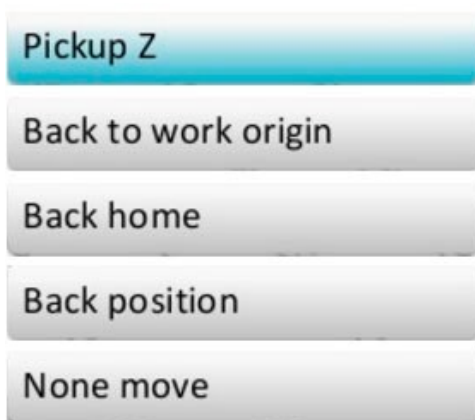 Pickup Z
Back to work origin
Back home
Back position
None move